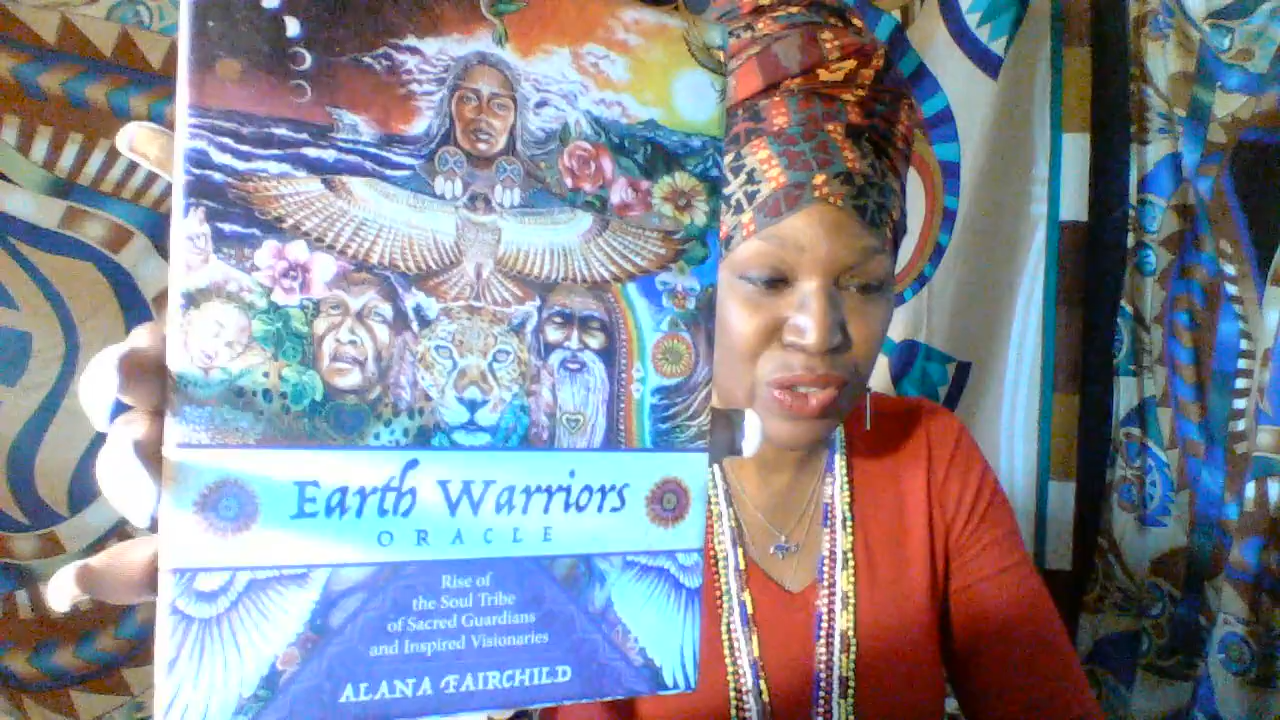 Earth Warriors
ORACLE
Rise of
the Soul Tribe
of Sacred Guardians
and Inspired Visionaries
ALANA FAIRCHILD